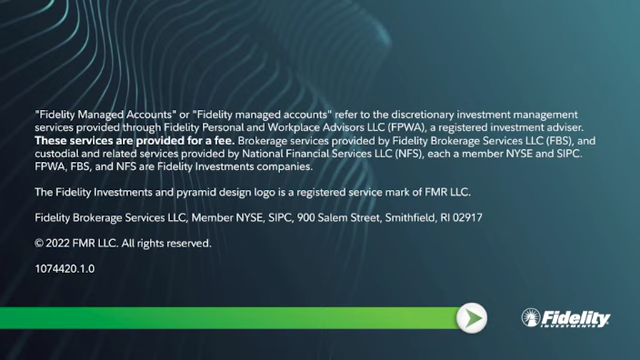 "Fidelity Managed Accounts" or "Fidelity managed accounts" refer to the discretionary investment management
services provided through Fidelity Personal and Workplace Advisors LLC (FPWA), a registered investment adviser.
These services are provided for a fee. Brokerage services provided by Fidelity Brokerage Services LLC (FBS), and
custodial and related services provided by National Financial Services LLC (NFS), each a member NYSE and SIPC.
FPWA, FBS, and NFS are Fidelity Investments companies.
The Fidelity Investments and pyramid design logo is a registered service mark of FMR LLC.
Fidelity Brokerage Services LLC, Member NYSE, SIPC, 900 Salem Street, Smithfield, RI 02917
© 2022 FMR LLC. All rights reserved.
1074420.1.0
Fidelity
INVESTMENTS